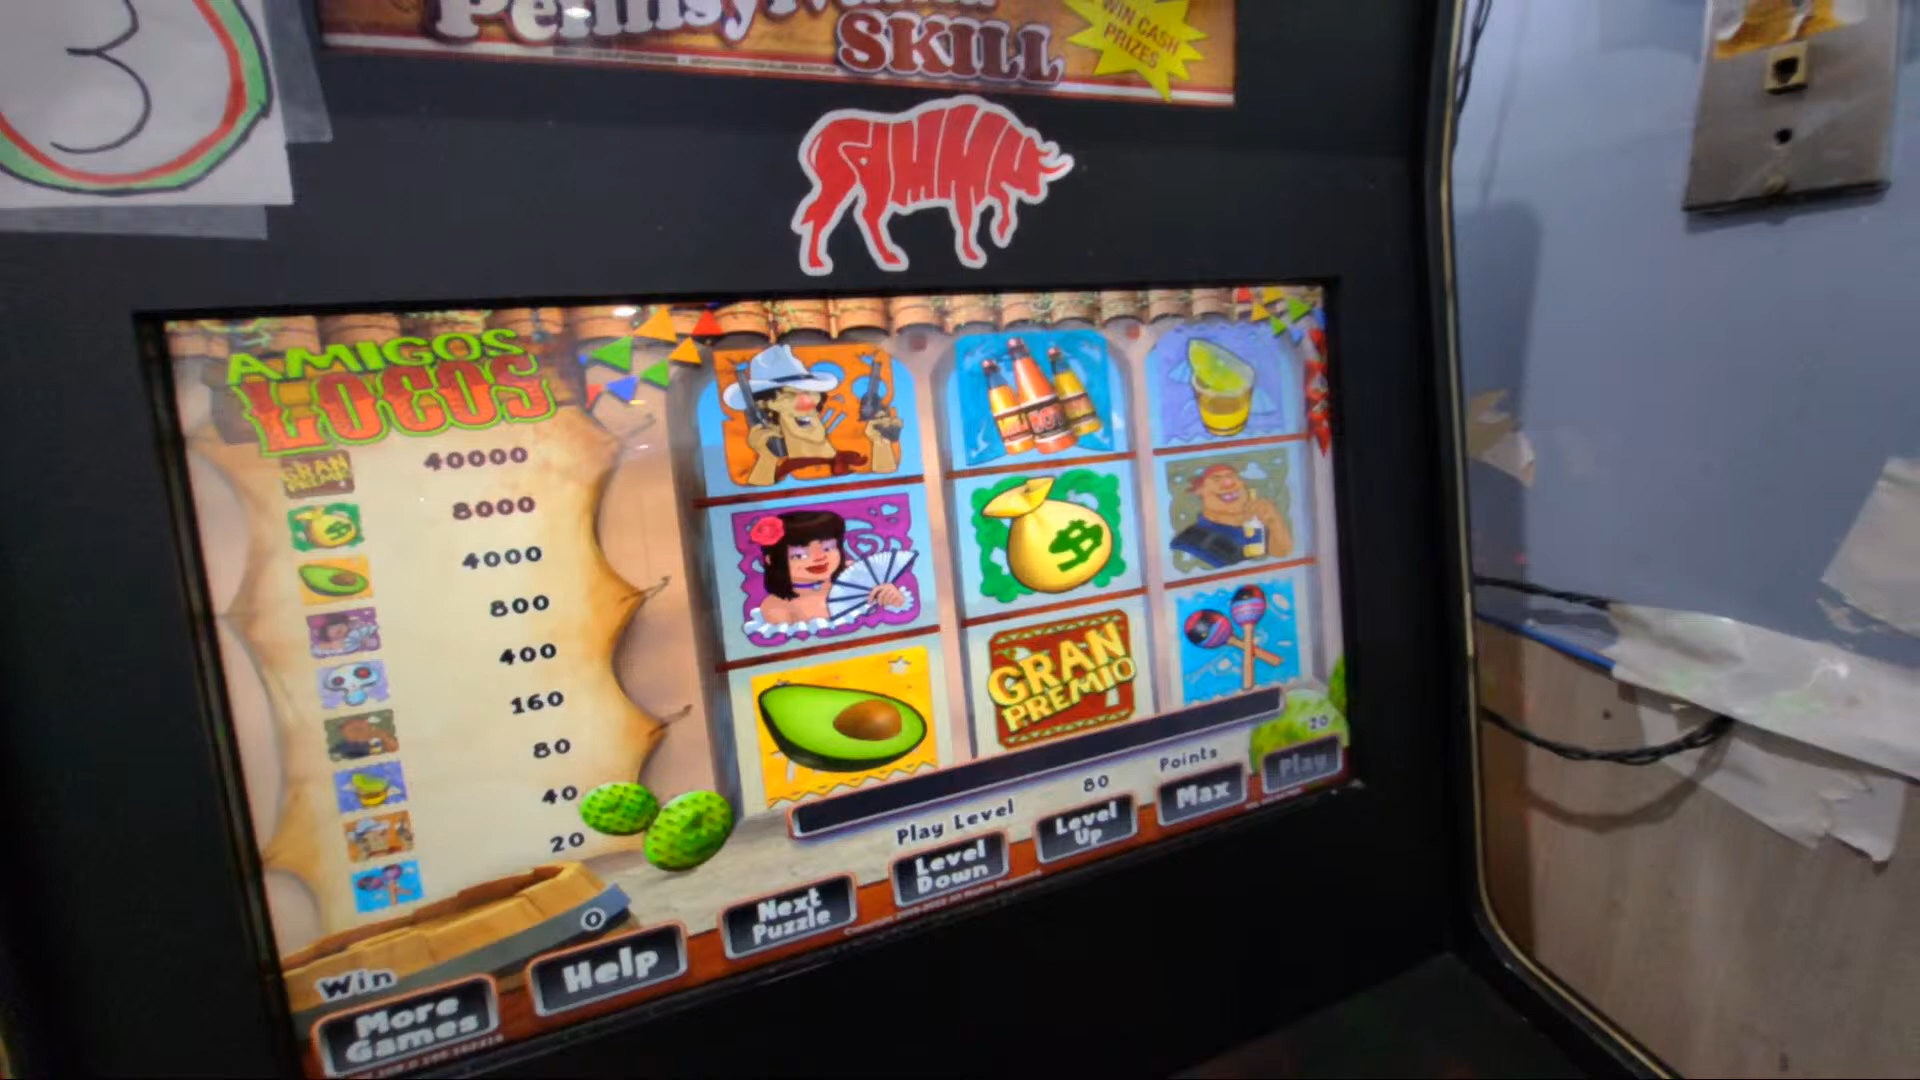 3
Pennsylvania
SKILL
WIN CASH
PRIZES
SAMMY
AMIGOS
LOCOS
GRAN
PREMIO
40000
8000
4000
800
400
160
80
40
20
GRAN
PREMIO
0
Win
More
Games
Help
Next
Puzzle
Play Level
80
Points
20
Level
Down
Level
Up
Max
Play